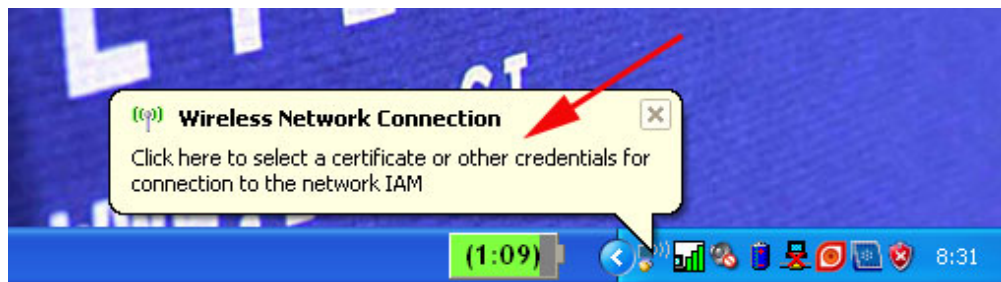 Wireless Network Connection
Click here to select a certificate or other credentials for
connection to the network IAM
(1:09)
8:31